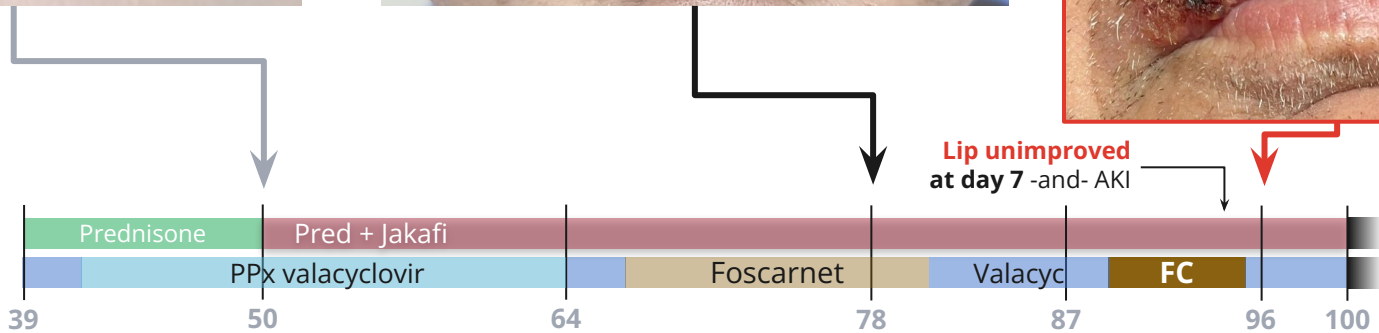 Lip unimproved
at day 7 -and- AKI
Prednisone
Pred + Jakafi
PPx valacyclovir
Foscarnet
Valacyc
FC
39
50
64
78
87
96
100